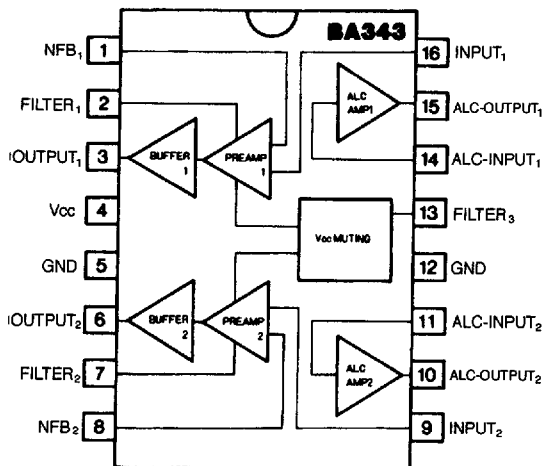 BA343
NFB1 1
16 INPUT1
FILTER1 2
ALC AMP1
15 ALC-OUTPUT1
OUTPUT1 3
BUFFER 1
PREAMP 1
14 ALC-INPUT1
Vcc 4
Vcc MUTING
13 FILTER3
GND 5
12 GND
OUTPUT2 6
BUFFER 2
PREAMP 2
11 ALC-INPUT2
FILTER2 7
ALC AMP2
10 ALC-OUTPUT2
NFB2 8
9 INPUT2